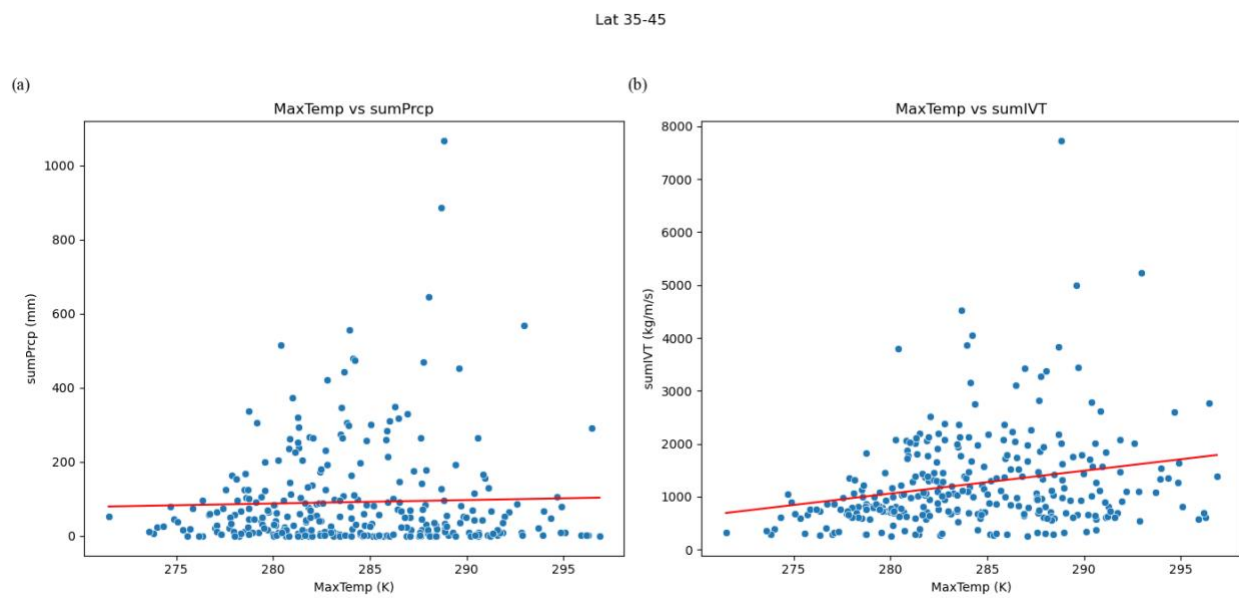 Lat 35-45
(a)
MaxTemp vs sumPrcp
sumPrcp (mm)
1000
800
600
400
200
0
275
280
285
290
295
MaxTemp (K)
(b)
MaxTemp vs sumIVT
sumIVT (kg/m/s)
8000
7000
6000
5000
4000
3000
2000
1000
0
275
280
285
290
295
MaxTemp (K)